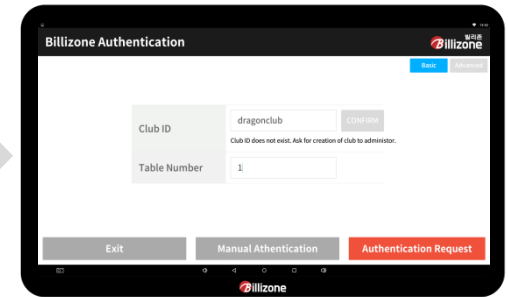 Billizone Authentication
빌리존
Billizone
Basic
Advanced
Club ID
dragonclub
CONFIRM
Club ID does not exist. Ask for creation of club to administor.
Table Number
1
Exit
Manual Athentication
Authentication Request
Billizone